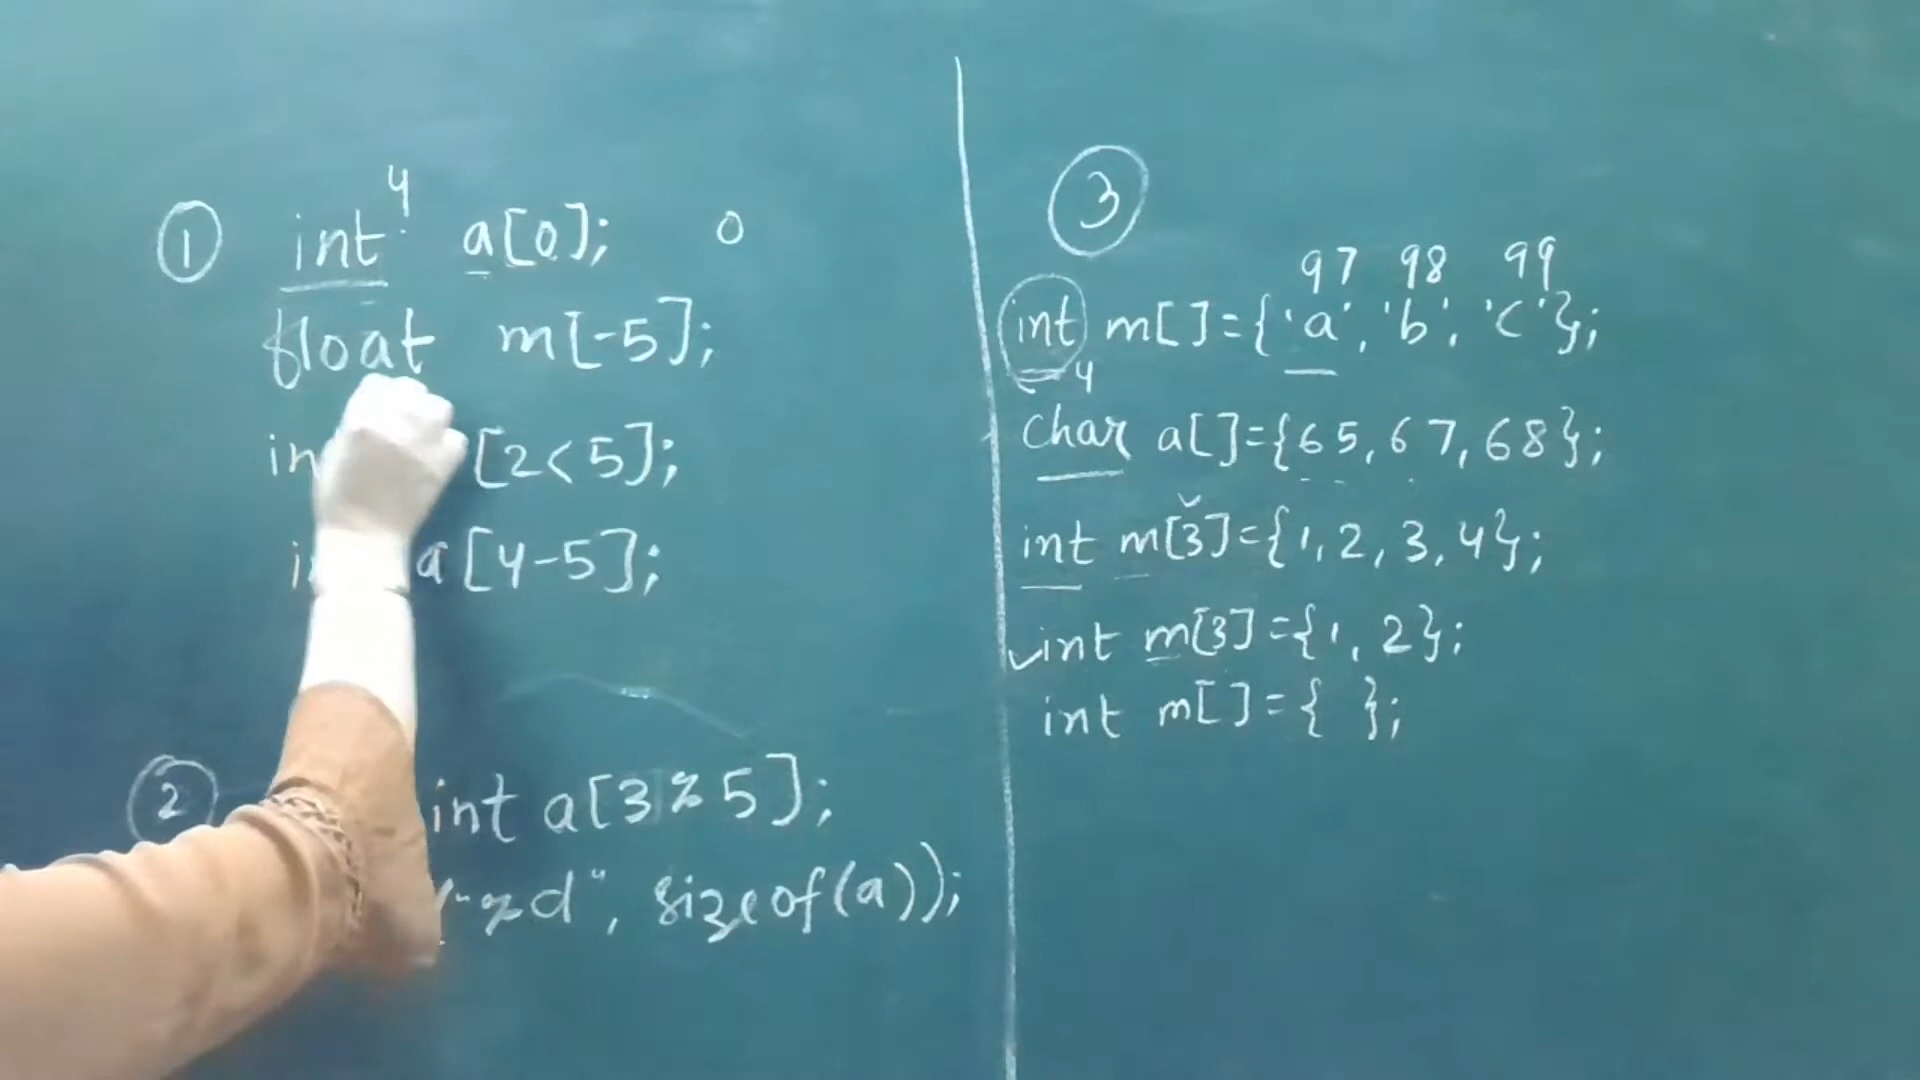 4
① int a[0]; 0
float m[-5];
[2<5];
a[4-5];
② int a[3%5];
"%d", sizeof(a));
③
97 98 99
int m[]={'a','b','c'};
4
char a[]={65,67,68};
int m[3]={1,2,3,4};
int m[3]={1,2};
int m[]={ };